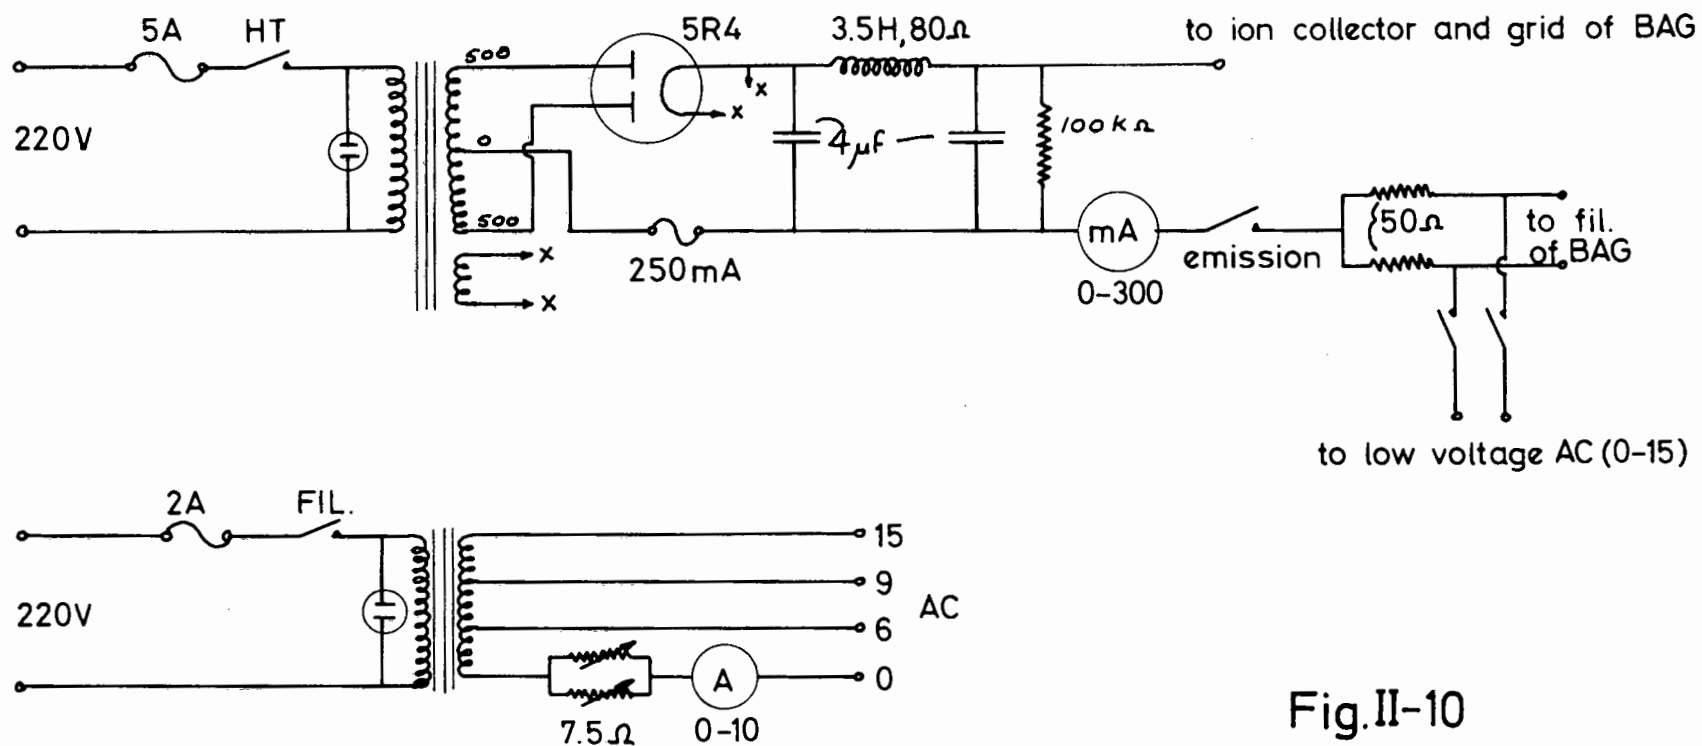 5A
HT
220V
500
0
500
x
x
5R4
x
x
250mA
3.5H, 80Ω
4μf
100kΩ
to ion collector and grid of BAG
mA
0-300
emission
50Ω
to fil.
of BAG
to low voltage AC (0-15)
2A
FIL.
220V
15
9
6
0
AC
7.5Ω
A
0-10
Fig.II-10